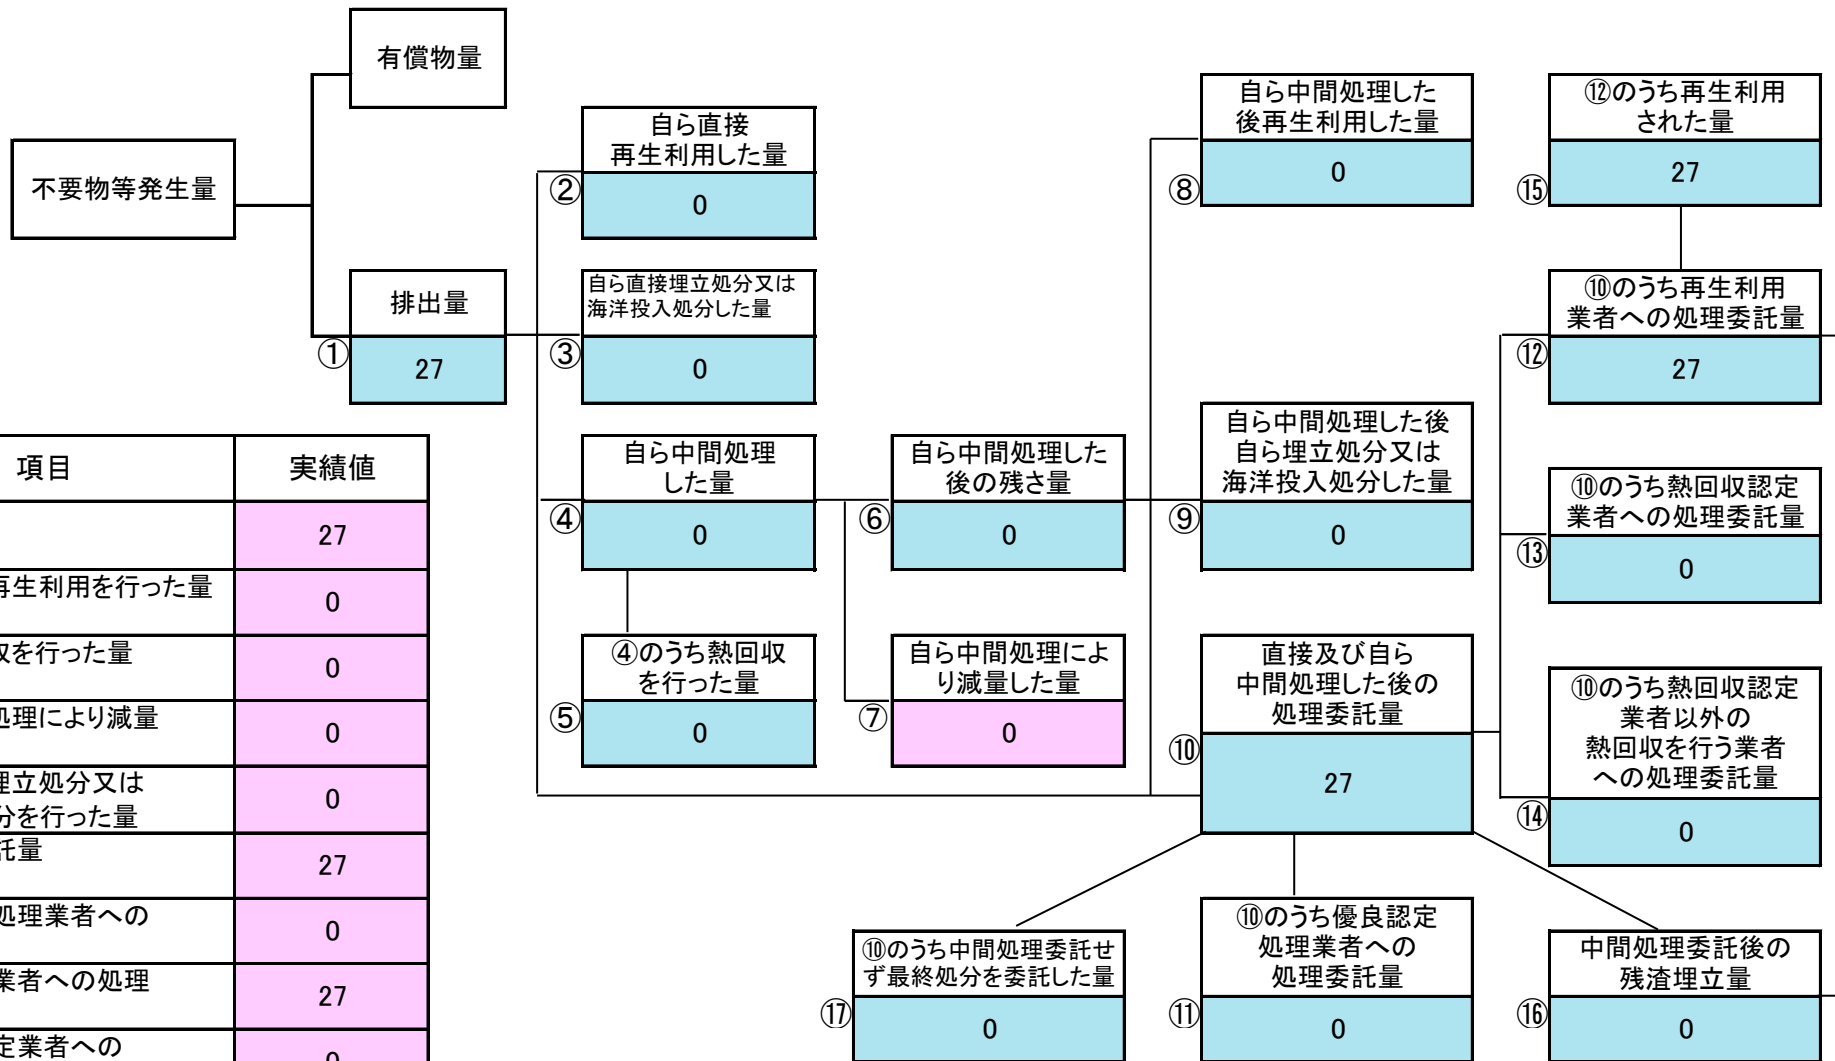 有償物量
不要物等発生量
排出量
①
27
自ら直接
再生利用した量
②
0
自ら直接埋立処分又は
海洋投入処分した量
③
0
自ら中間処理
した量
④
0
④のうち熱回収
を行った量
⑤
0
自ら中間処理した
後の残さ量
⑥
0
自ら中間処理によ
り減量した量
⑦
0
自ら中間処理した
後再生利用した量
⑧
0
自ら中間処理した後
自ら埋立処分又は
海洋投入処分した量
⑨
0
直接及び自ら
中間処理した後の
処理委託量
⑩
27
⑫のうち再生利用
された量
⑮
27
⑩のうち再生利用
業者への処理委託量
⑫
27
⑩のうち熱回収認定
業者への処理委託量
⑬
0
⑩のうち熱回収認定
業者以外の
熱回収を行う業者
への処理委託量
⑭
0
⑩のうち中間処理委託せ
ず最終処分を委託した量
⑰
0
⑩のうち優良認定
処理業者への
処理委託量
⑪
0
中間処理委託後の
残渣埋立量
⑯
0
項目 実績値
27
再生利用を行った量
0
収を行った量
0
処理により減量
0
埋立処分又は
分を行った量
0
託量
27
処理業者への
0
業者への処理
27
定業者への
0